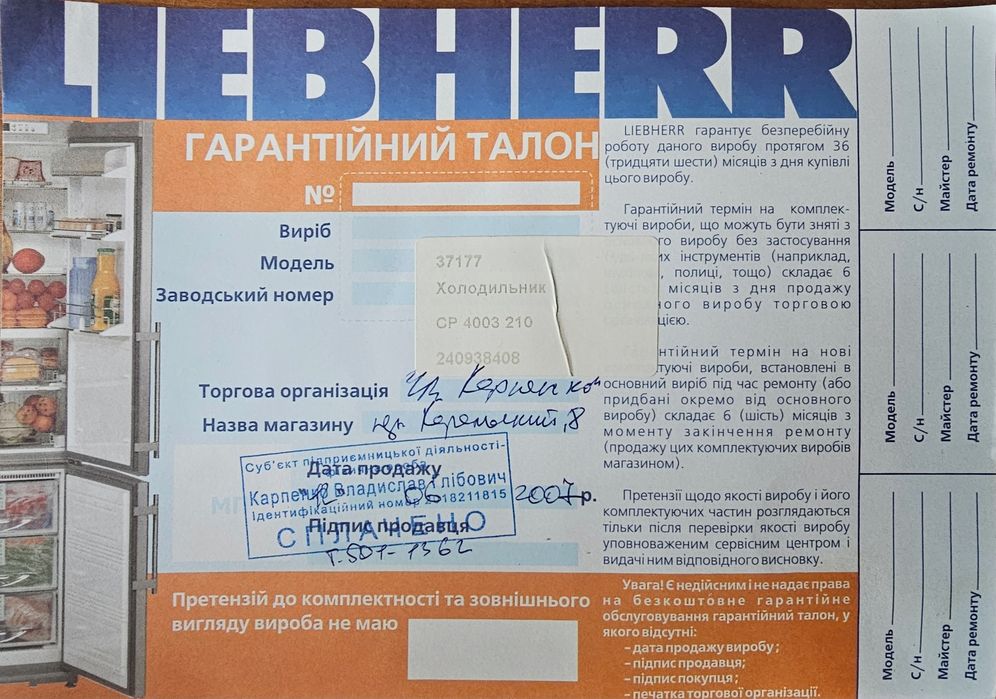 LIEBHERR
ГАРАНТІЙНИЙ ТАЛОН
№
Виріб
Модель
Заводський номер
37177
Холодильник
CP 4003 210
240938408
Торгова організація
Назва магазину
8
Дата продажу
06 2007 р.
Підпис продавця
Суб'єкт підприємницької діяльності-
Карпенко Владислав Глібович
Ідентифікаційний номер
СПЛАЧЕНО
т. 501-1362
Претензій до комплектності та зовнішнього
вигляду вироба не маю
LIEBHERR гарантує безперебійну
роботу даного виробу протягом 36
(тридцяти шести) місяців з дня купівлі
цього виробу.
Гарантійний термін на комплек-
туючі вироби, що можуть бути зняті з
виробу без застосування
інструментів (наприклад,
полиці, тощо) складає 6
місяців з дня продажу
виробу торговою
Гарантійний термін на нові
вироби, встановлені в
основний виріб під час ремонту (або
придбані окремо від основного
виробу) складає 6 (шість) місяців з
моменту закінчення ремонту
(продажу цих комплектуючих виробів
магазином).
Претензії щодо якості виробу і його
комплектуючих частин розглядаються
тільки після перевірки якості виробу
уповноваженим сервісним центром і
видачі ним відповідного висновку.
Увага! Є недійсним і не надає права
на безкоштовне гарантійне
обслуговування гарантійний талон, у
якого відсутні:
– дата продажу виробу;
– підпис продавця;
– підпис покупця;
– печатка торгової організації.
Модель
С/н
Майстер
Дата ремонту
Модель
С/н
Майстер
Дата ремонту
Модель
С/н
Майстер
Дата ремонту